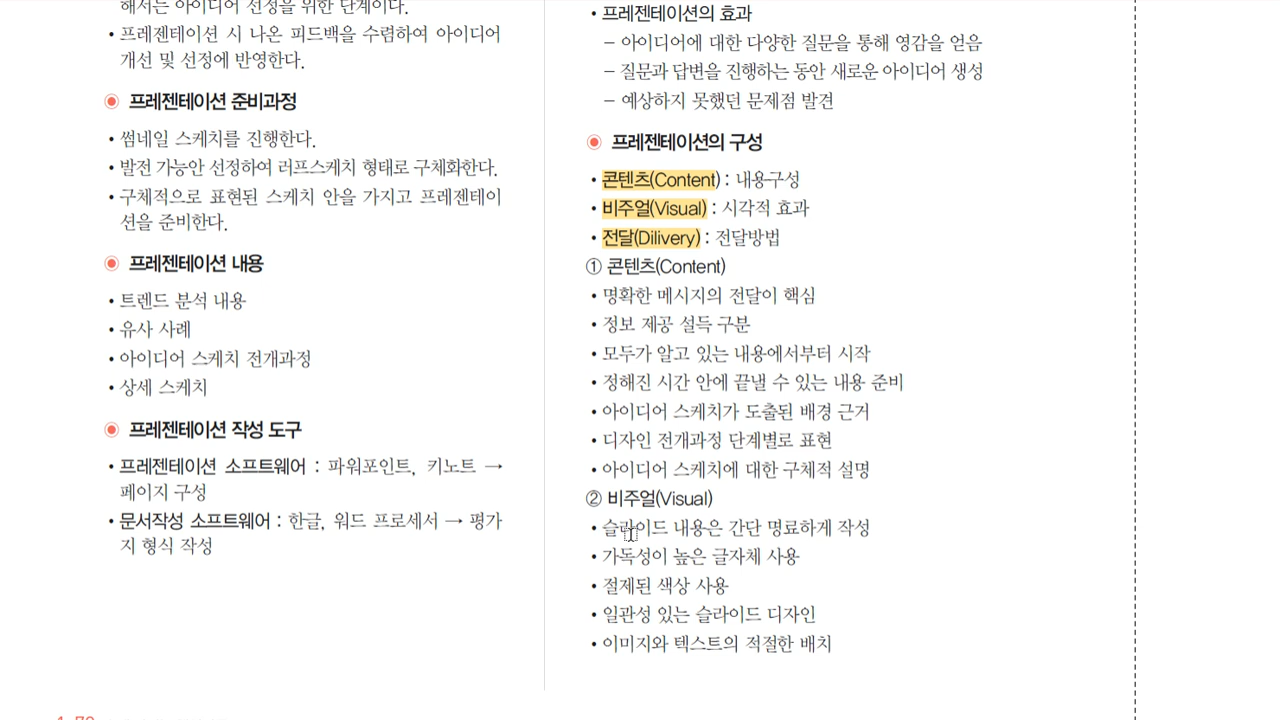 해서는 아이디어 선정을 위한 단계이다.
• 프레젠테이션 시 나온 피드백을 수렴하여 아이디어
개선 및 선정에 반영한다.
프레젠테이션 준비과정
• 썸네일 스케치를 진행한다.
• 발전 가능안 선정하여 러프스케치 형태로 구체화한다.
• 구체적으로 표현된 스케치 안을 가지고 프레젠테이
션을 준비한다.
프레젠테이션 내용
• 트렌드 분석 내용
• 유사 사례
• 아이디어 스케치 전개과정
• 상세 스케치
프레젠테이션 작성 도구
• 프레젠테이션 소프트웨어 : 파워포인트, 키노트 →
페이지 구성
• 문서작성 소프트웨어 : 한글, 워드 프로세서 → 평가
지 형식 작성
• 프레젠테이션의 효과
– 아이디어에 대한 다양한 질문을 통해 영감을 얻음
– 질문과 답변을 진행하는 동안 새로운 아이디어 생성
– 예상하지 못했던 문제점 발견
프레젠테이션의 구성
• 콘텐츠(Content) : 내용구성
• 비주얼(Visual) : 시각적 효과
• 전달(Dilivery) : 전달방법
① 콘텐츠(Content)
• 명확한 메시지의 전달이 핵심
• 정보 제공 설득 구분
• 모두가 알고 있는 내용에서부터 시작
• 정해진 시간 안에 끝낼 수 있는 내용 준비
• 아이디어 스케치가 도출된 배경 근거
• 디자인 전개과정 단계별로 표현
• 아이디어 스케치에 대한 구체적 설명
② 비주얼(Visual)
• 슬라이드 내용은 간단 명료하게 작성
• 가독성이 높은 글자체 사용
• 절제된 색상 사용
• 일관성 있는 슬라이드 디자인
• 이미지와 텍스트의 적절한 배치